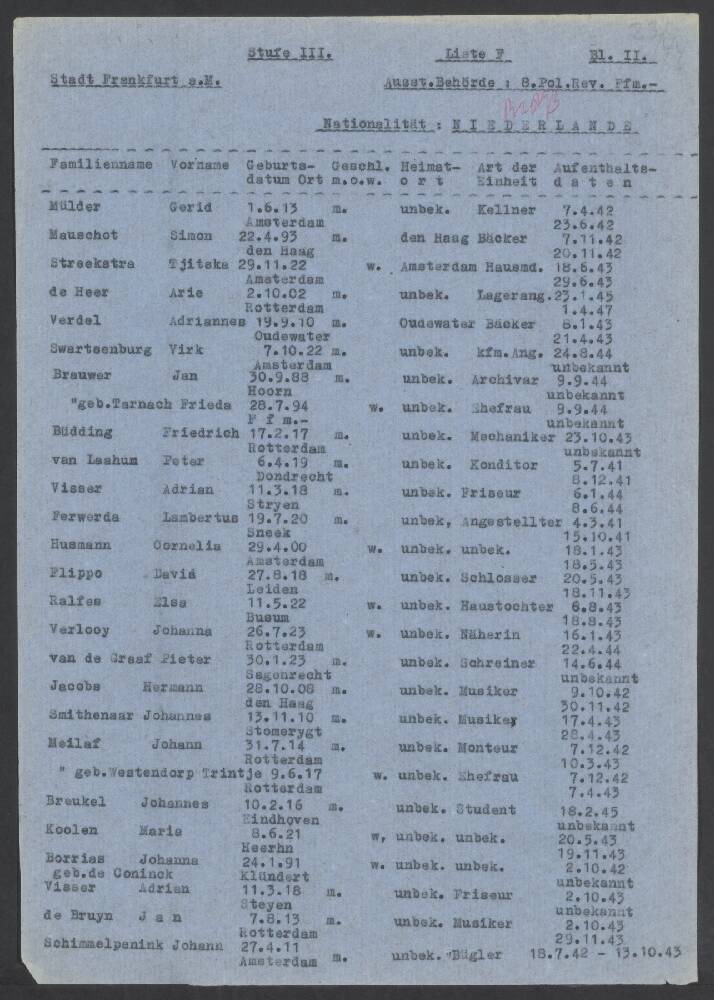 Stufe III. Liste F Bl. II.
Stadt Frankfurt a.M. Ausst.Behörde : 8.Pol.Rev. Ffm.-
Nationalität : N I E D E R L A N D E
Familienname Vorname Geburts- Geschl. Heimat- Art der Aufenthalts-
datum Ort m.o.w. o r t Einheit d a t e n
Mülder Gerid 1.6.13 m. unbek. Kellner 7.4.42
Amsterdam 23.6.42
Mauschot Simon 22.4.93 m. den Haag Bäcker 7.11.42
den Haag 20.11.42
Streekstra Tjitske 29.11.22 w. Amsterdam Hausmd. 18.6.43
Amsterdam 29.6.43
de Heer Arie 2.10.02 m. unbek. Lagerang.23.1.45
Rotterdam 1.4.47
Verdel Adriannes 19.9.10 m. Oudewater Bäcker 8.1.43
Oudewater 21.4.43
Swartsenburg Virk 7.10.22 m. unbek. kfm.Ang. 24.8.44
Amsterdam unbekannt
Brauwer Jan 30.9.88 m. unbek. Archivar 9.9.44
Hoorn unbekannt
"geb.Tarnach Frieda 28.7.94 w. unbek. Ehefrau 9.9.44
F f m.- unbekannt
Büdding Friedrich 17.2.17 m. unbek. Mechaniker 23.10.43
Rotterdam unbekannt
van Laahum Peter 6.4.19 m. unbek. Konditor 5.7.41
Dondrecht 8.12.41
Visser Adrian 11.3.18 m. unbek. Friseur 6.1.44
Stryen 8.6.44
Ferwerda Lambertus 19.7.20 m. unbek, Angestellter 4.3.41
Sneek 15.10.41
Husmann Cornelia 29.4.00 w. unbek. unbek. 18.1.43
Amsterdam 18.5.43
Flippo David 27.8.18 m. unbek. Schlosser 20.5.43
Leiden 18.11.43
Ralfes Elsa 11.5.22 w. unbek. Haustochter 6.8.43
Busum 18.8.43
Verlooy Johanna 26.7.23 w. unbek. Näherin 16.1.43
Rotterdam 22.4.44
van de Graaf Pieter 30.1.23 m. unbek. Schreiner 14.6.44
Sagenrecht unbekannt
Jacobs Hermann 28.10.08 m. unbek. Musiker 9.10.42
den Haag 30.11.42
Smithensar Johannes 13.11.10 m. unbek. Musiker 17.4.43
Stomerygt 28.4.43
Meilaf Johann 31.7.14 m. unbek. Monteur 7.12.42
Rotterdam 10.3.43
" geb.Westendorp Trintje 9.6.17 w. unbek. Ehefrau 7.12.42
Rotterdam 7.4.43
Breukel Johannes 10.2.16 m. unbek. Student 18.2.45
Eindhoven unbekannt
Koolen Maria 8.6.21 w, unbek. unbek. 20.5.43
Heerhn 19.11.43
Borrias Johanna 24.1.91 w. unbek. unbek. 2.10.42
geb.de Coninck Klündert unbekannt
Visser Adrian 11.3.18 m. unbek. Friseur 2.10.43
Steyen unbekannt
de Bruyn J a n 7.8.13 m. unbek. Musiker 2.10.43
Rotterdam 29.11.43
Schimmelpenink Johann 27.4.11 m. unbek. Bügler 18.7.42 - 13.10.43
Amsterdam